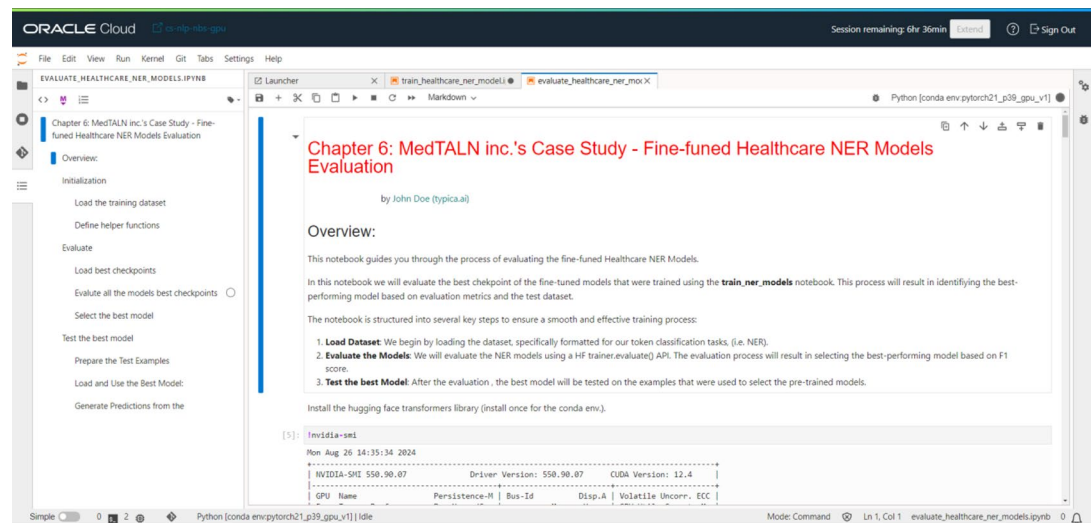 ORACLE Cloud cs-nlp-nbs-gpu Session remaining: 6hr 36min Extend Sign Out
File Edit View Run Kernel Git Tabs Settings Help
EVALUATE_HEALTHCARE_NER_MODELS.IPYNB
Chapter 6: MedTALN inc.'s Case Study - Fine-
funed Healthcare NER Models Evaluation
Overview:
Initialization
Load the training dataset
Define helper functions
Evaluate
Load best checkpoints
Evalute all the models best checkpoints
Select the best model
Test the best model
Prepare the Test Examples
Load and Use the Best Model:
Generate Predictions from the
Launcher train_healthcare_ner_model.i evaluate_healthcare_ner_moc
Markdown Python [conda env:pytorch21_p39_gpu_v1]
Chapter 6: MedTALN inc.'s Case Study - Fine-funed Healthcare NER Models
Evaluation
by John Doe (typica.ai)
Overview:
This notebook guides you through the process of evaluating the fine-funed Healthcare NER Models.
In this notebook we will evaluate the best chekpoint of the fine-tuned models that were trained using the train_ner_models notebook. This process will result in identifiying the best-
performing model based on evaluation metrics and the test dataset.
The notebook is structured into several key steps to ensure a smooth and effective training process:
1. Load Dataset: We begin by loading the dataset, specifically formatted for our token classification tasks, (i.e. NER).
2. Evaluate the Models: We will evaluate the NER models using a HF trainer.evaluate() API. The evaluation process will result in selecting the best-performing model based on F1
score.
3. Test the best Model: After the evaluation , the best model will be tested on the examples that were used to select the pre-trained models.
Install the hugging face transformers library (install once for the conda env.).
[5]: !nvidia-smi
Mon Aug 26 14:35:34 2024
| NVIDIA-SMI 550.90.07 Driver Version: 550.90.07 CUDA Version: 12.4 |
| GPU Name Persistence-M | Bus-Id Disp.A | Volatile Uncorr. ECC |
Simple 0 2 Python [conda env:pytorch21_p39_gpu_v1] | Idle Mode: Command Ln 1, Col 1 evaluate_healthcare_ner_models.ipynb 0